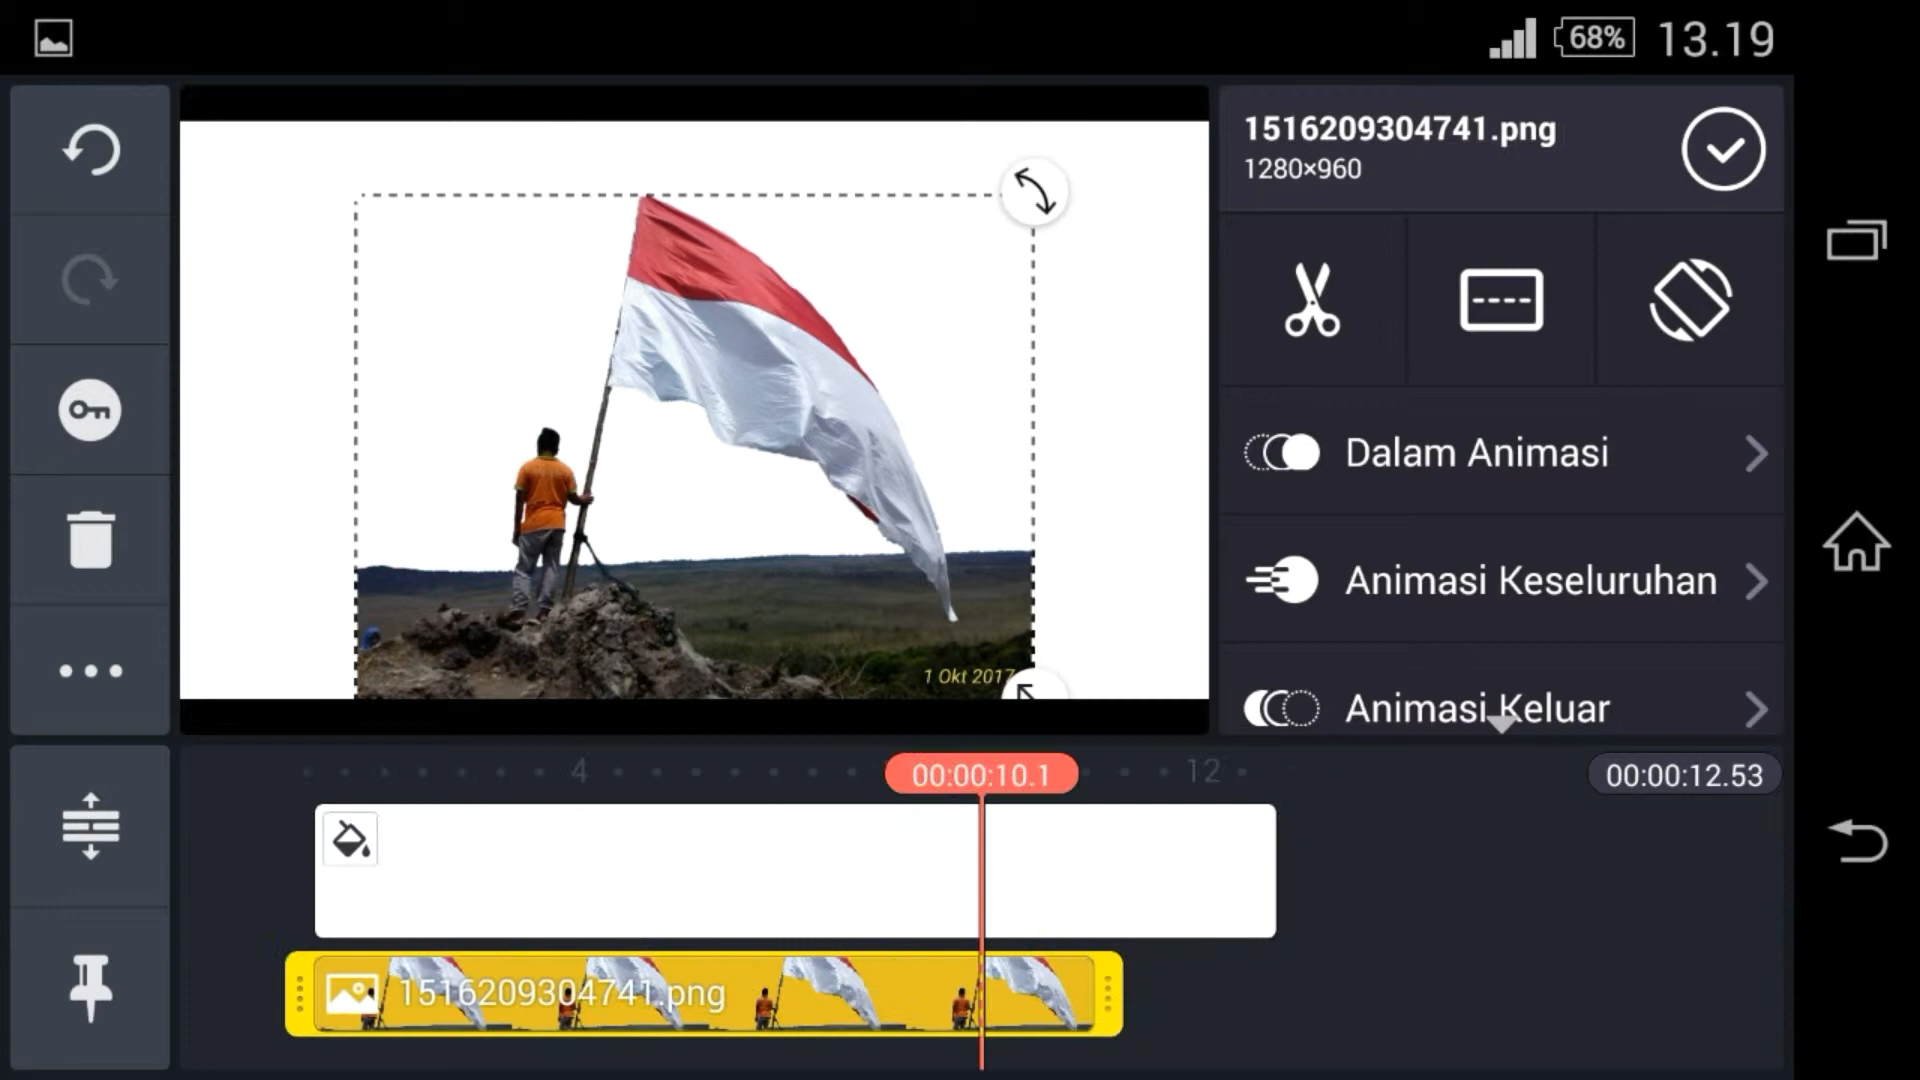 68% 13.19
1516209304741.png
1280×960
Dalam Animasi
Animasi Keseluruhan
Animasi Keluar
1 Okt 2017
4
00:00:10.1
12
00:00:12.53
1516209304741.png